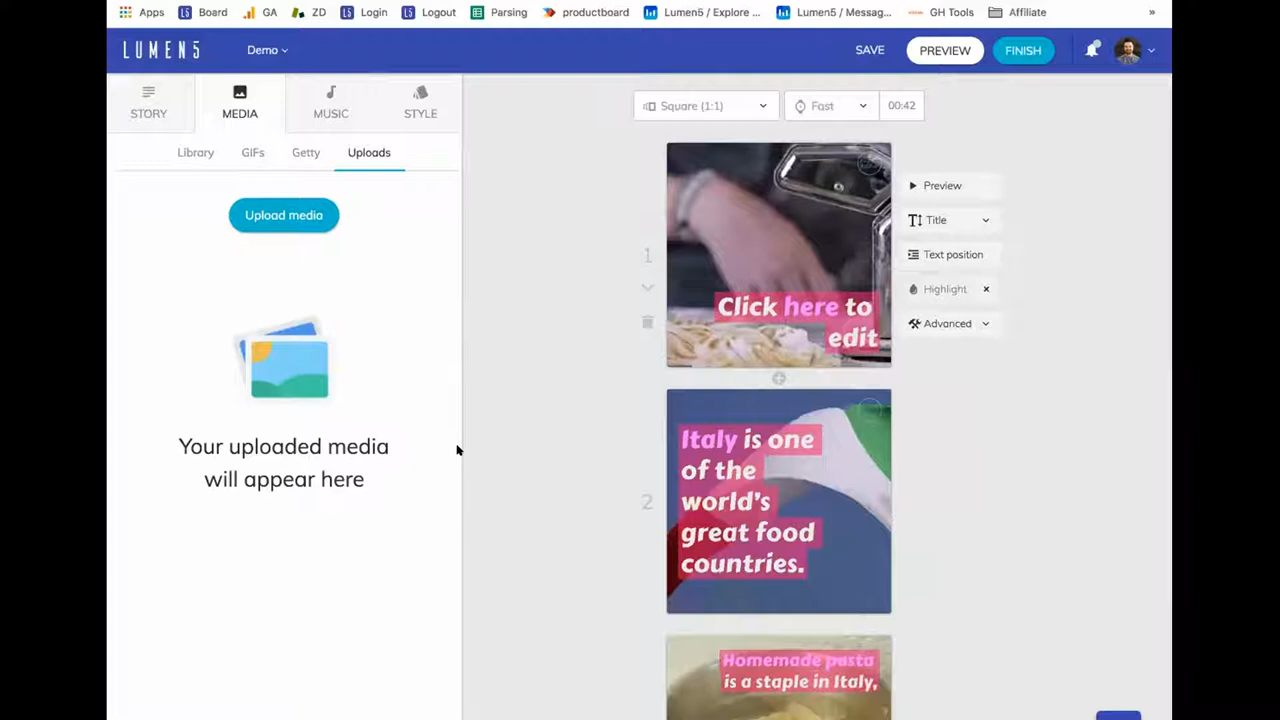 Apps Board GA ZD Login Logout Parsing productboard Lumen5 / Explore ... Lumen5 / Messag... GH Tools Affiliate »
LUMEN5 Demo SAVE PREVIEW FINISH
STORY MEDIA MUSIC STYLE
Square (1:1) Fast 00:42
Library GIFs Getty Uploads
Upload media
Your uploaded media
will appear here
1
Click here to
edit
Preview
Title
Text position
Highlight ×
Advanced
2
Italy is one
of the
world's
great food
countries.
Homemade pasta
is a staple in Italy,